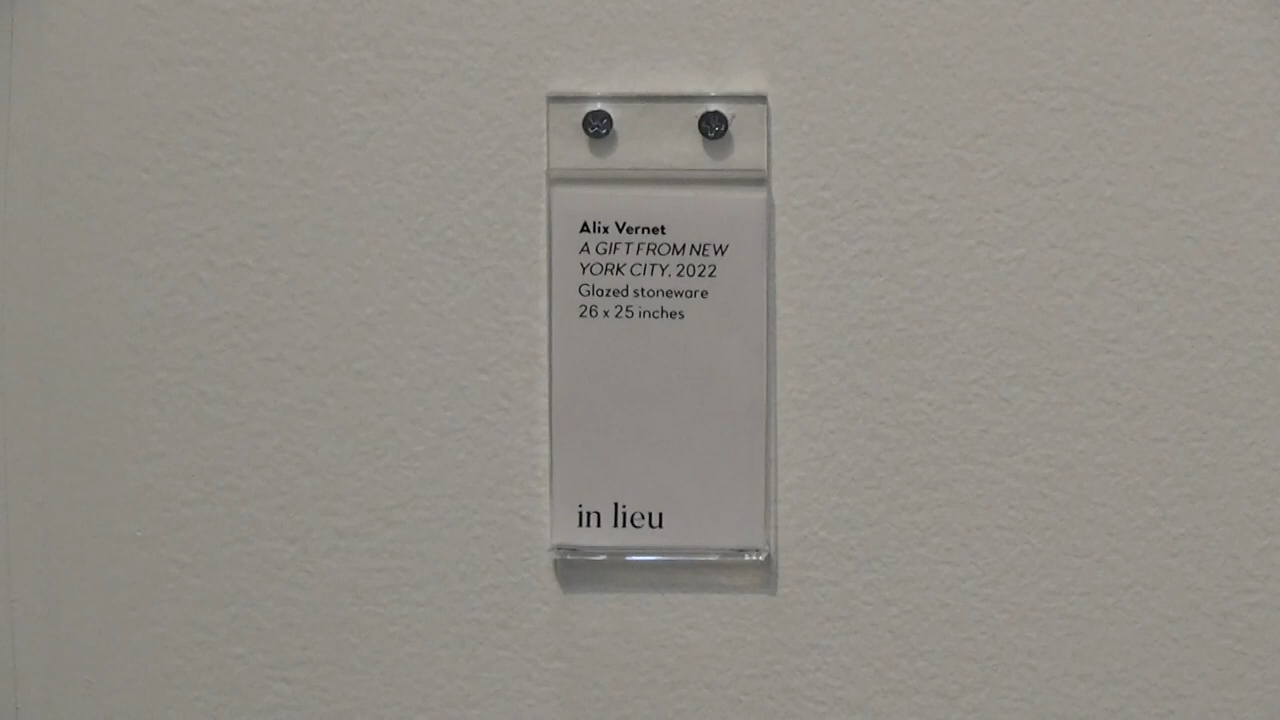 Alix Vernet
A GIFT FROM NEW
YORK CITY, 2022
Glazed stoneware
26 x 25 inches
in lieu